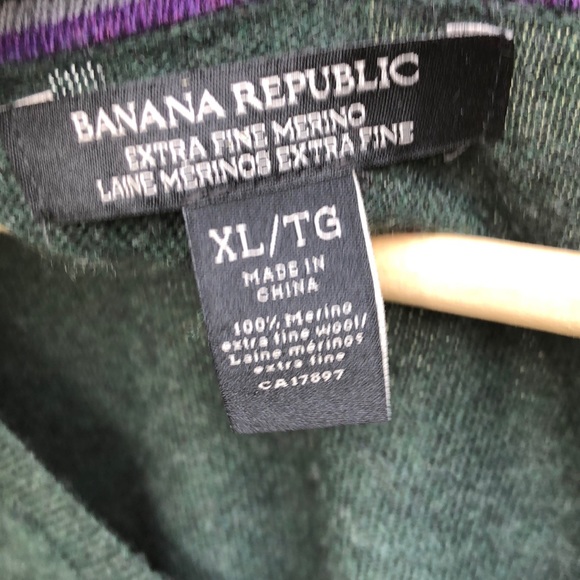 BANANA REPUBLIC
EXTRA FINE MERINO
LAINE MERINOS EXTRA FINE
XL/TG
MADE IN
CHINA
100% Merino
extra fine wool/
Laine mérinos
extra fine
CA17897